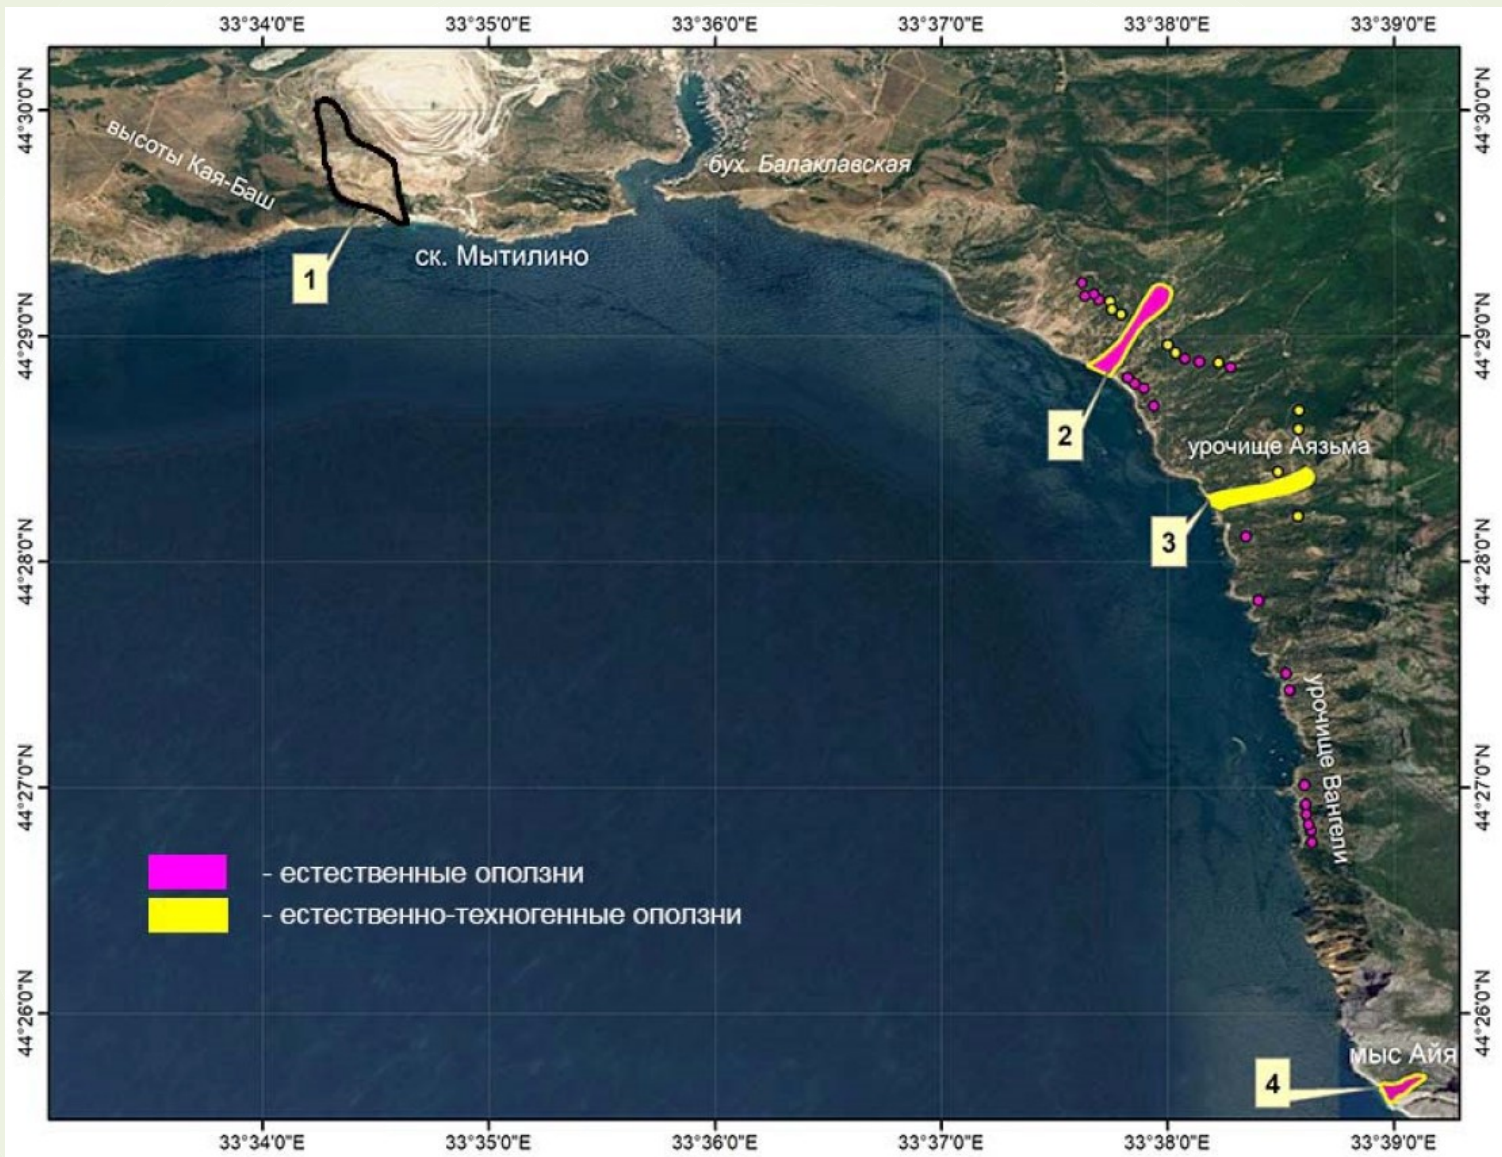 33°34'0"E 33°35'0"E 33°36'0"E 33°37'0"E 33°38'0"E 33°39'0"E
44°30'0"N 44°30'0"N
высоты Кая-Баш
бух. Балаклавская
ск. Мытилино
1
44°29'0"N 44°29'0"N
2
урочище Аязьма
3
44°28'0"N 44°28'0"N
урочище Вангели
44°27'0"N 44°27'0"N
- естественные оползни
- естественно-техногенные оползни
44°26'0"N 44°26'0"N
мыс Айя
4
33°34'0"E 33°35'0"E 33°36'0"E 33°37'0"E 33°38'0"E 33°39'0"E